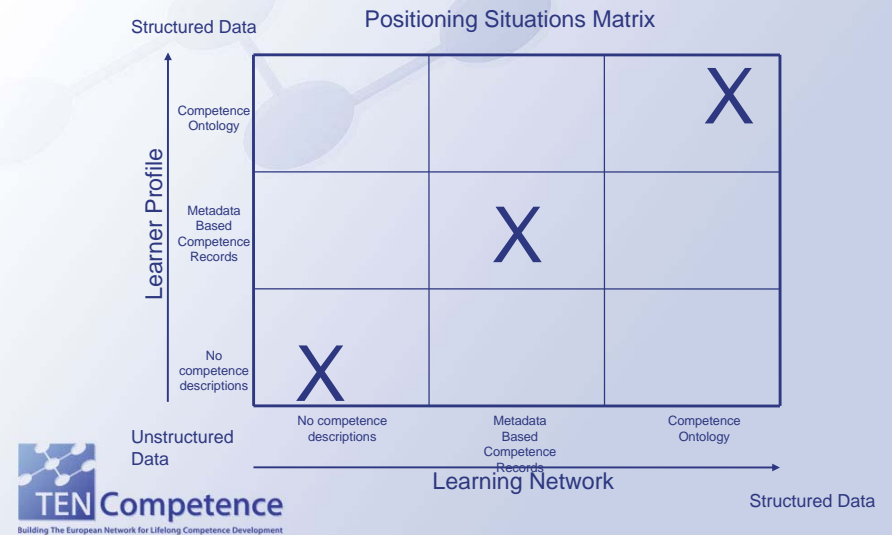 Positioning Situations Matrix
Structured Data
Learner Profile
Competence
Ontology
X
Metadata
Based
Competence
Records
X
No
competence
descriptions
X
Unstructured
Data
No competence
descriptions
Metadata
Based
Competence
Records
Competence
Ontology
Learning Network
Structured Data
TENCompetence
Building The European Network for Lifelong Competence Development